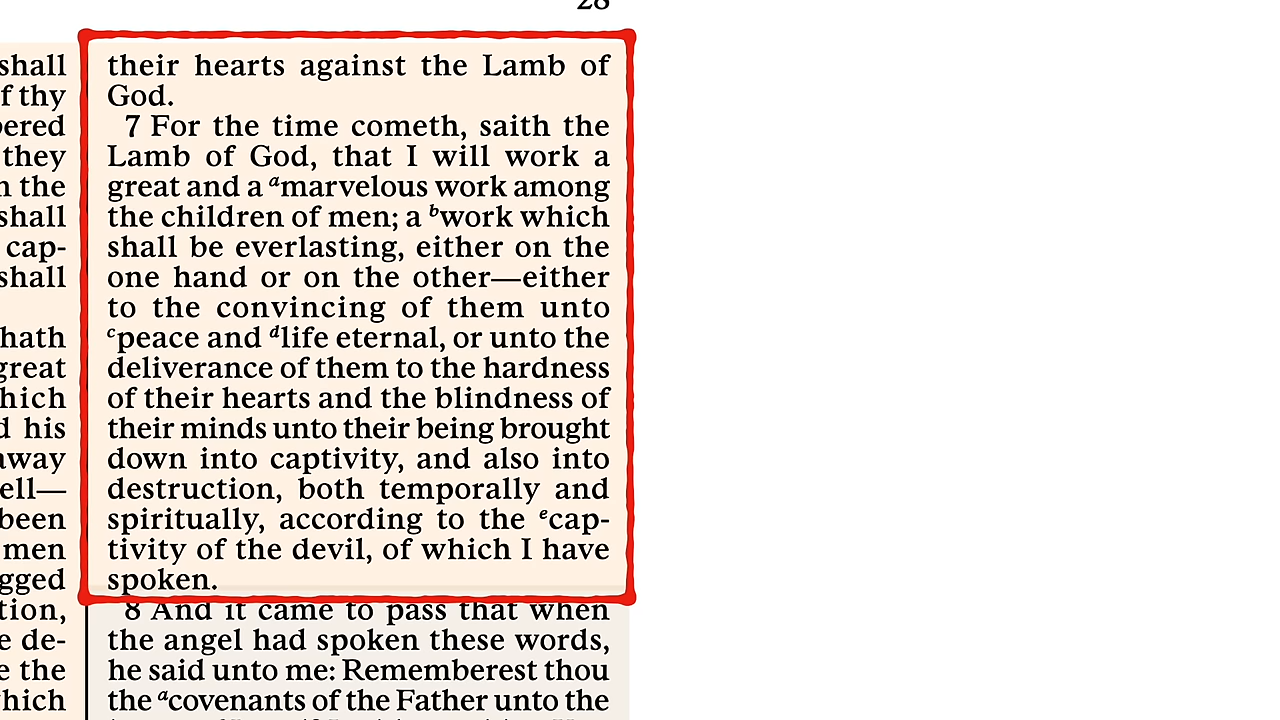 28
shall
f thy
ered
they
the
shall
cap-
shall
hath
great
hich
his
away
ell—
been
men
gged
tion,
de-
the
hich
their hearts against the Lamb of
God.
7 For the time cometh, saith the
Lamb of God, that I will work a
great and a ᵃmarvelous work among
the children of men; a ᵇwork which
shall be everlasting, either on the
one hand or on the other—either
to the convincing of them unto
ᶜpeace and ᵈlife eternal, or unto the
deliverance of them to the hardness
of their hearts and the blindness of
their minds unto their being brought
down into captivity, and also into
destruction, both temporally and
spiritually, according to the ᵉcap-
tivity of the devil, of which I have
spoken.
8 And it came to pass that when
the angel had spoken these words,
he said unto me: Rememberest thou
the ᵃcovenants of the Father unto the